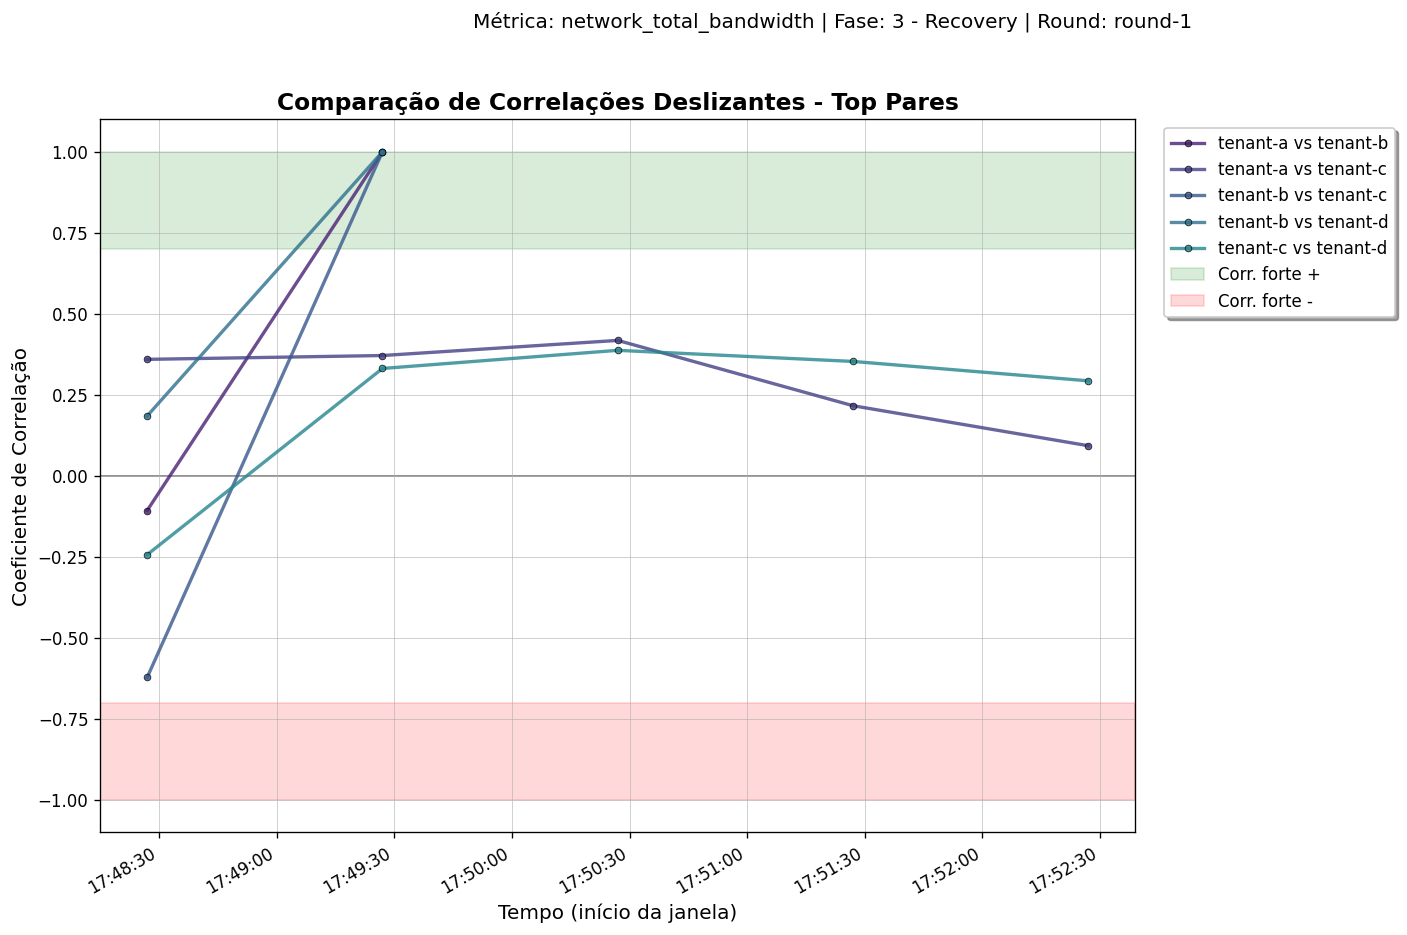 Métrica: network_total_bandwidth | Fase: 3 - Recovery | Round: round-1
Comparação de Correlações Deslizantes - Top Pares
tenant-a vs tenant-b
tenant-a vs tenant-c
tenant-b vs tenant-c
tenant-b vs tenant-d
tenant-c vs tenant-d
Corr. forte +
Corr. forte -
Coeficiente de Correlação
1.00
0.75
0.50
0.25
0.00
−0.25
−0.50
−0.75
−1.00
17:48:30
17:49:00
17:49:30
17:50:00
17:50:30
17:51:00
17:51:30
17:52:00
17:52:30
Tempo (início da janela)